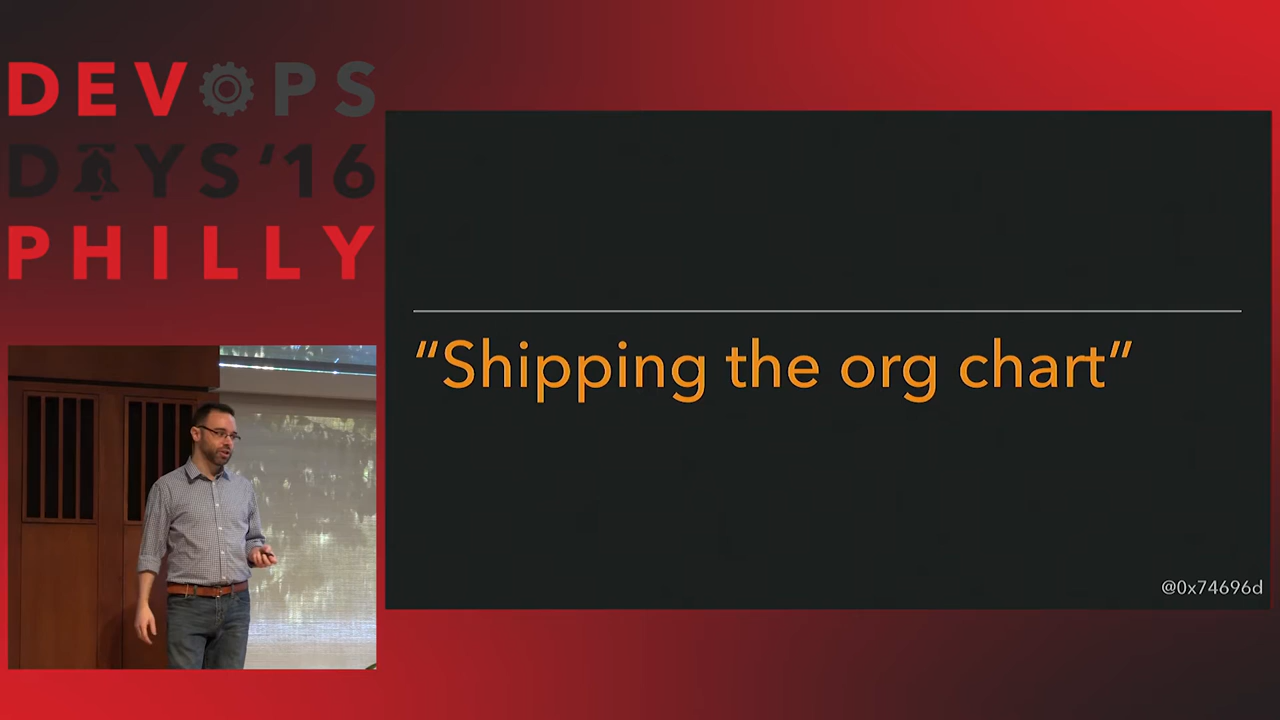 DEVOPS
DAYS '16
PHILLY
“Shipping the org chart”
@0x74696d